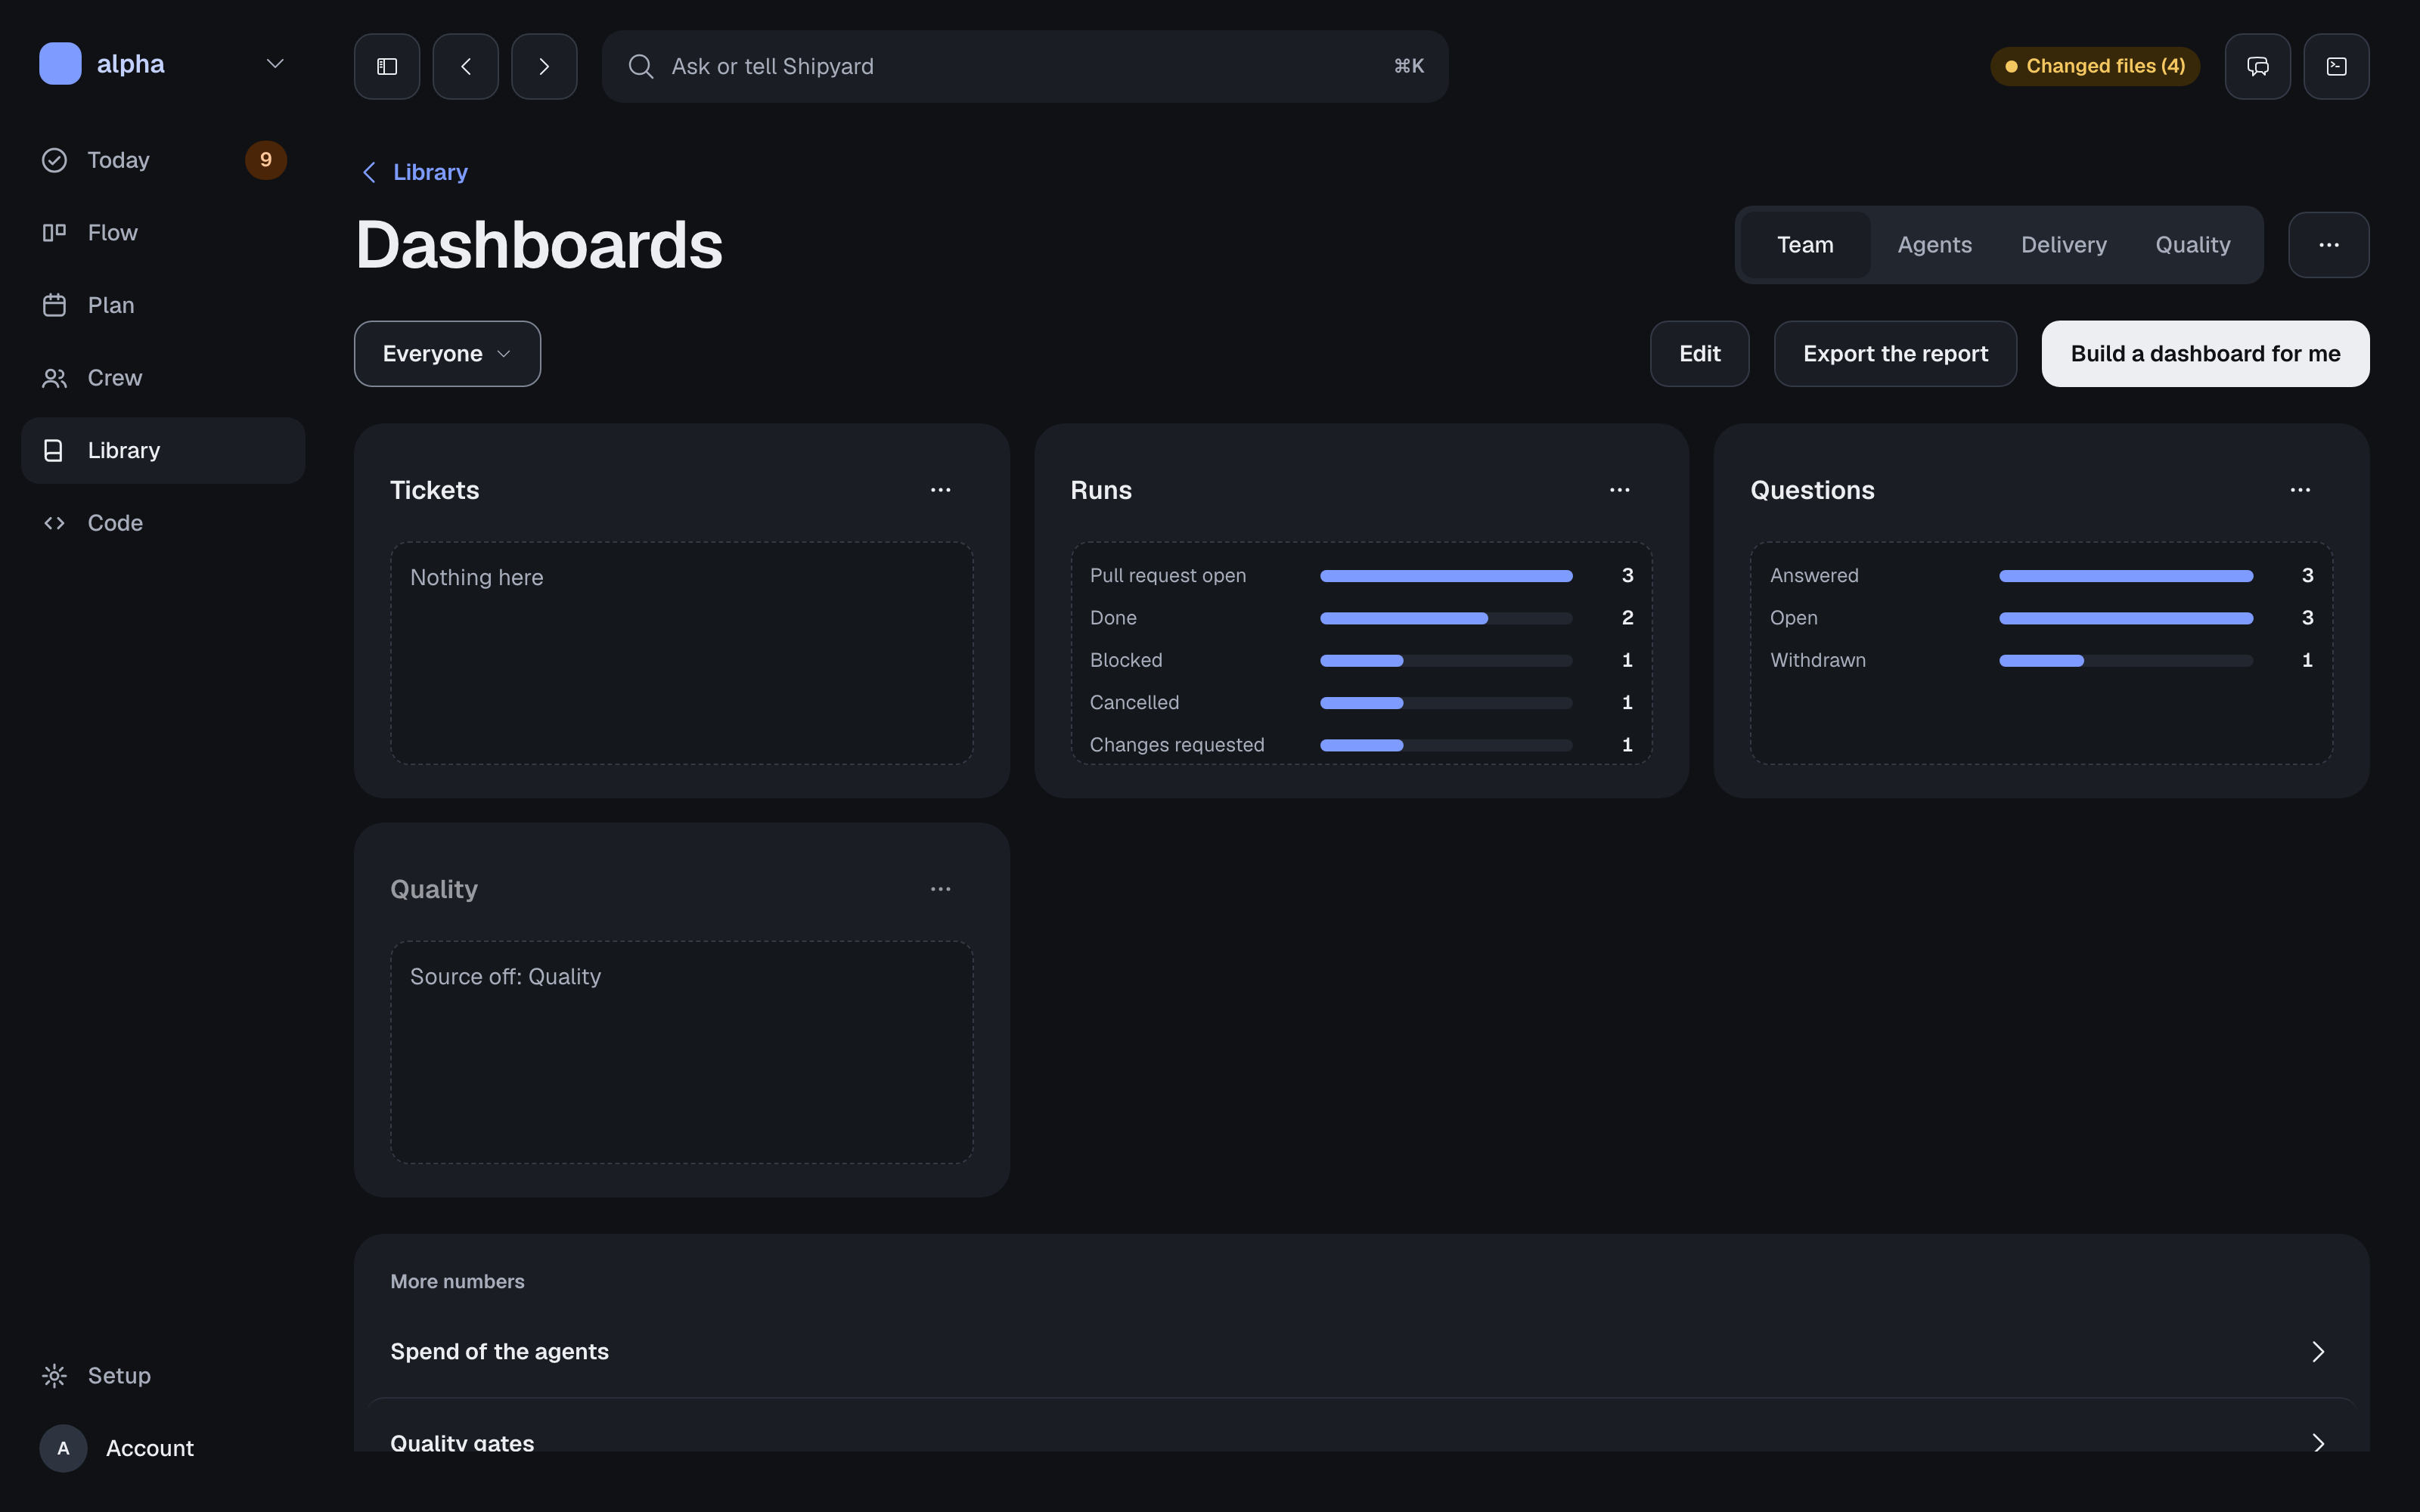 alpha
Today 9
Flow
Plan
Crew
Library
Code
Setup
A Account
Ask or tell Shipyard ⌘K
Changed files (4)
Library
Dashboards
Team Agents Delivery Quality
Everyone
Edit
Export the report
Build a dashboard for me
Tickets
Nothing here
Runs
Pull request open 3
Done 2
Blocked 1
Cancelled 1
Changes requested 1
Questions
Answered 3
Open 3
Withdrawn 1
Quality
Source off: Quality
More numbers
Spend of the agents
Quality gates